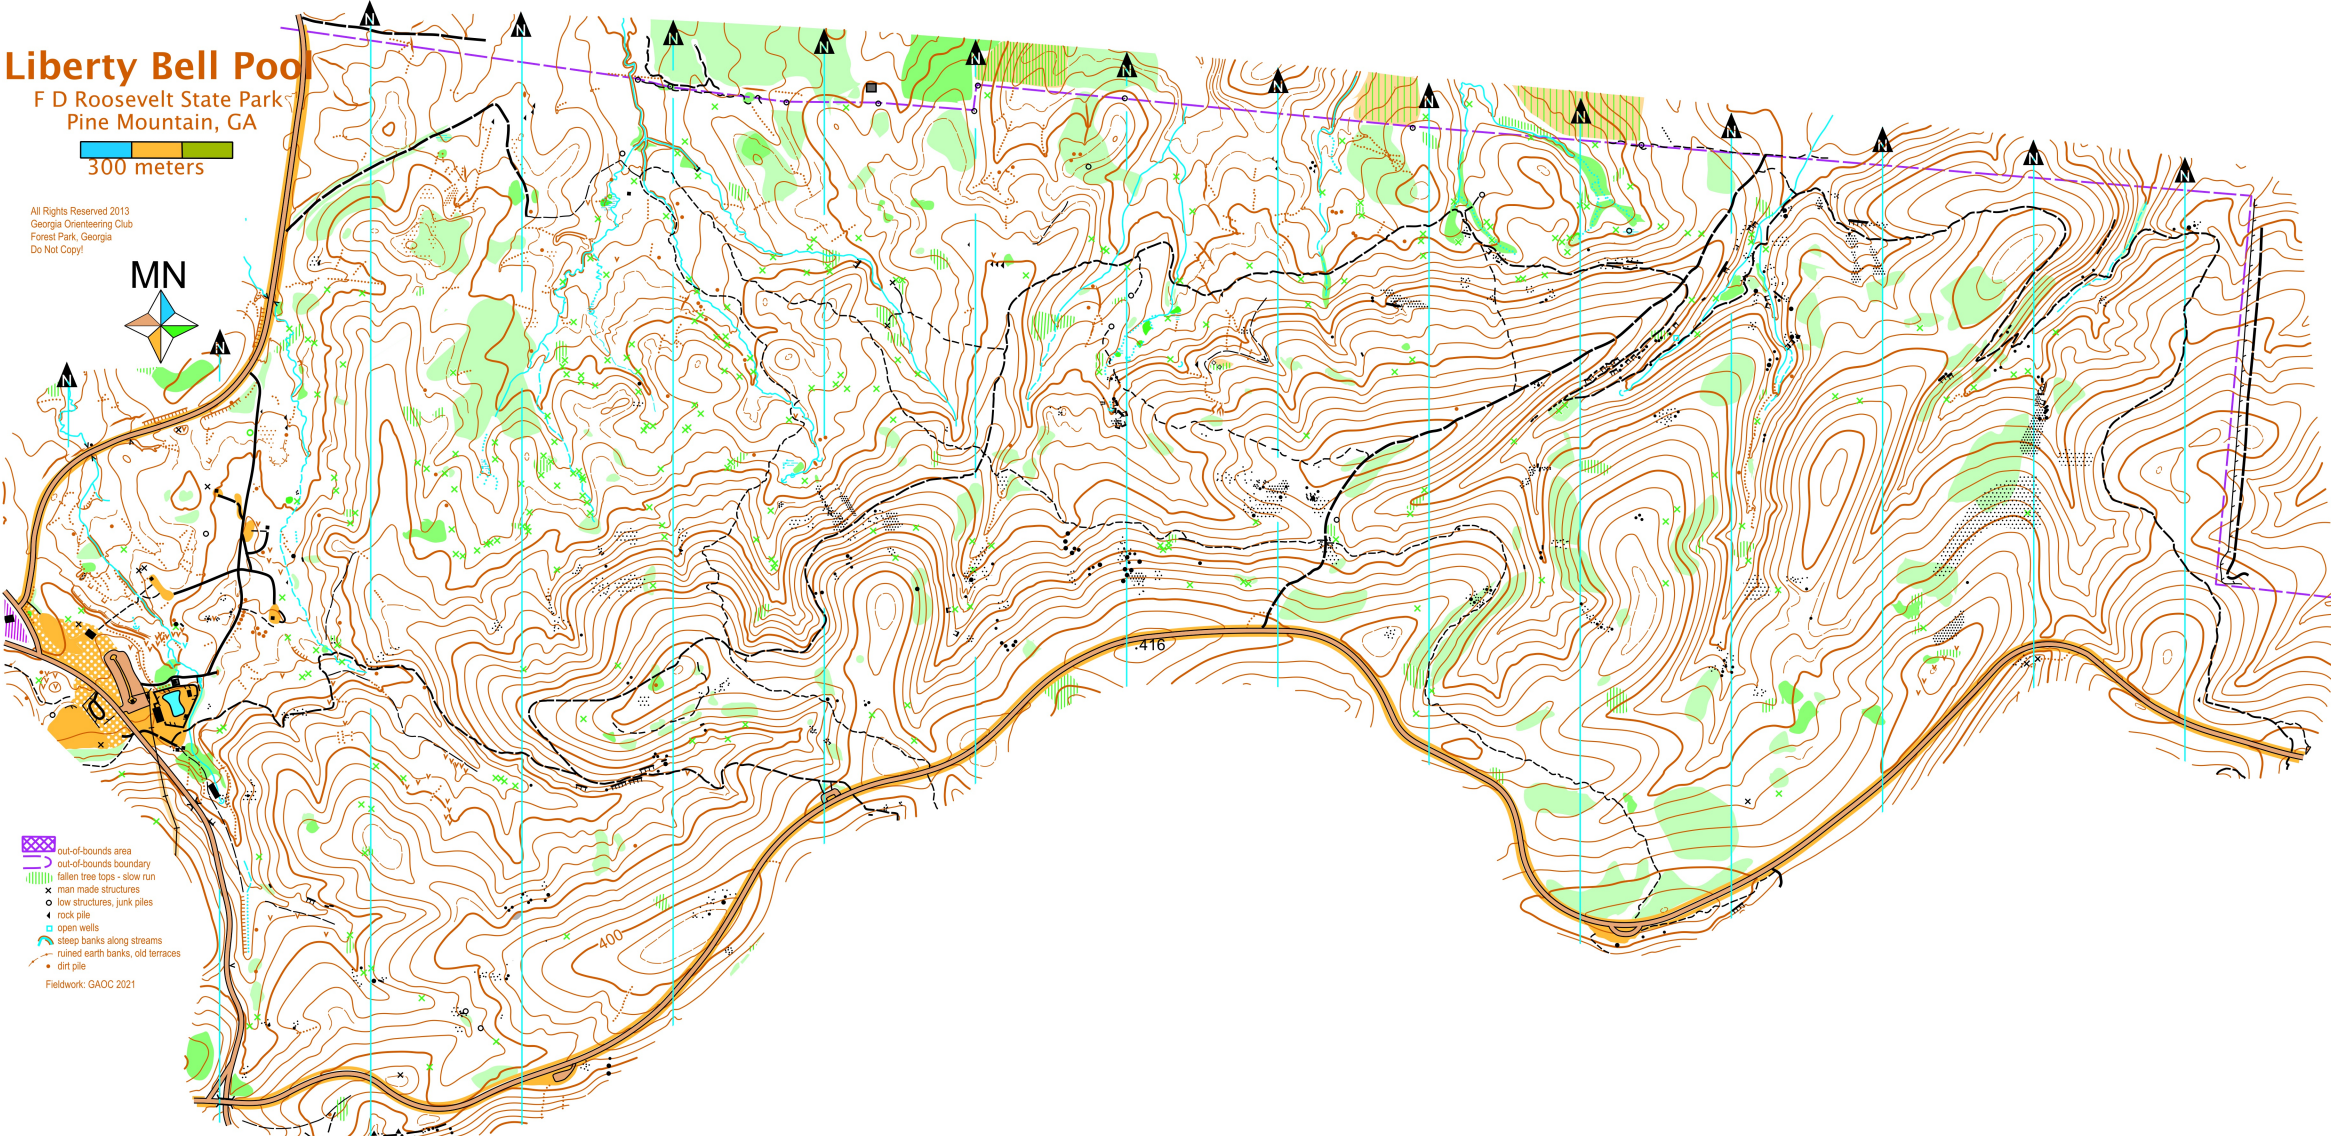 Liberty Bell Pool
F D Roosevelt State Park
Pine Mountain, GA
300 meters
All Rights Reserved 2013
Georgia Orienteering Club
Forest Park, Georgia
Do Not Copy!
MN
N N N N N N N N N N N N N N N
.416
400
out-of-bounds area
out-of-bounds boundary
fallen tree tops - slow run
man made structures
low structures, junk piles
rock pile
open wells
steep banks along streams
ruined earth banks, old terraces
dirt pile
Fieldwork: GAOC 2021